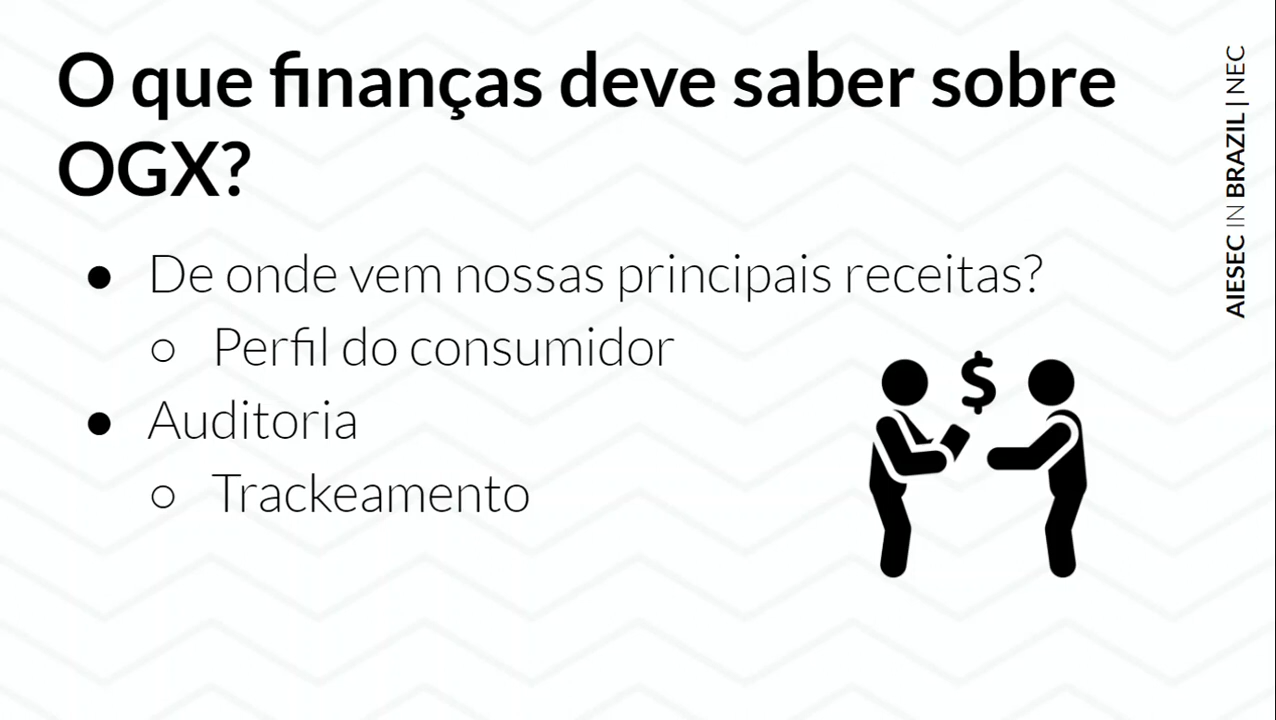 O que finanças deve saber sobre
OGX?
● De onde vem nossas principais receitas?
○ Perfil do consumidor
● Auditoria
○ Trackeamento
$
AIESEC IN BRAZIL | NEC